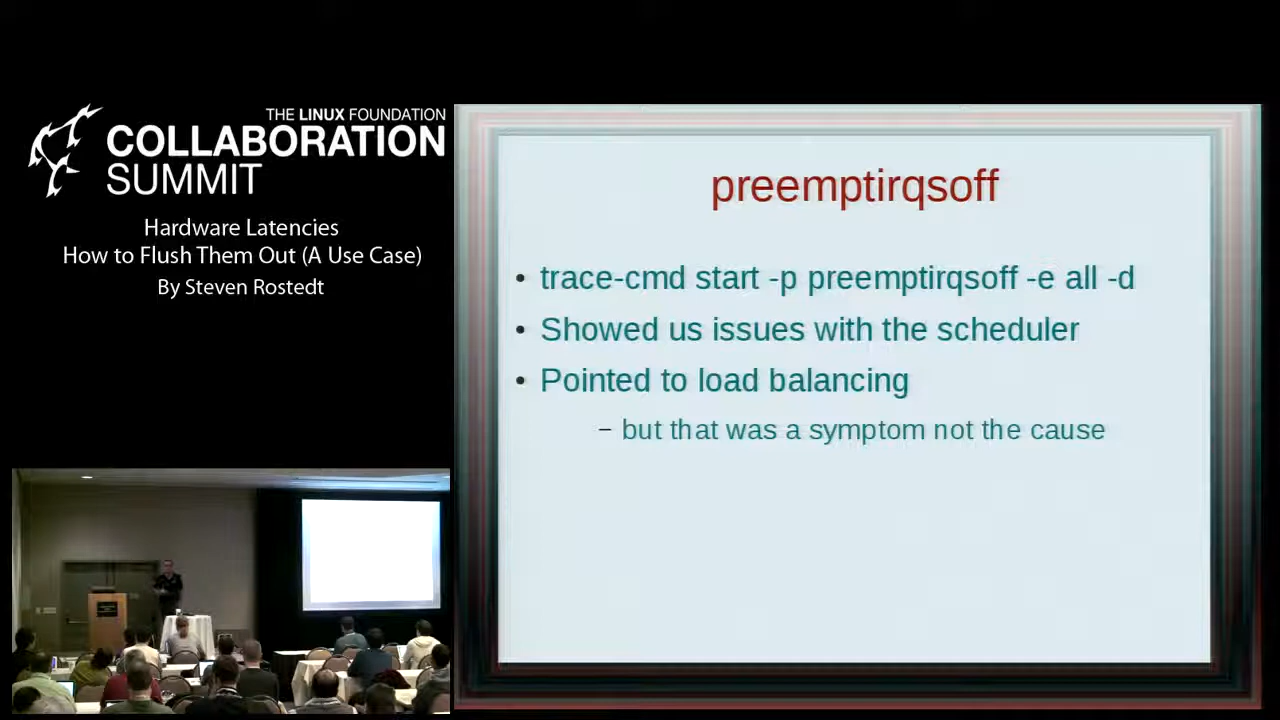 THE LINUX FOUNDATION
COLLABORATION
SUMMIT
Hardware Latencies
How to Flush Them Out (A Use Case)
By Steven Rostedt
preemptirqsoff
• trace-cmd start -p preemptirqsoff -e all -d
• Showed us issues with the scheduler
• Pointed to load balancing
– but that was a symptom not the cause